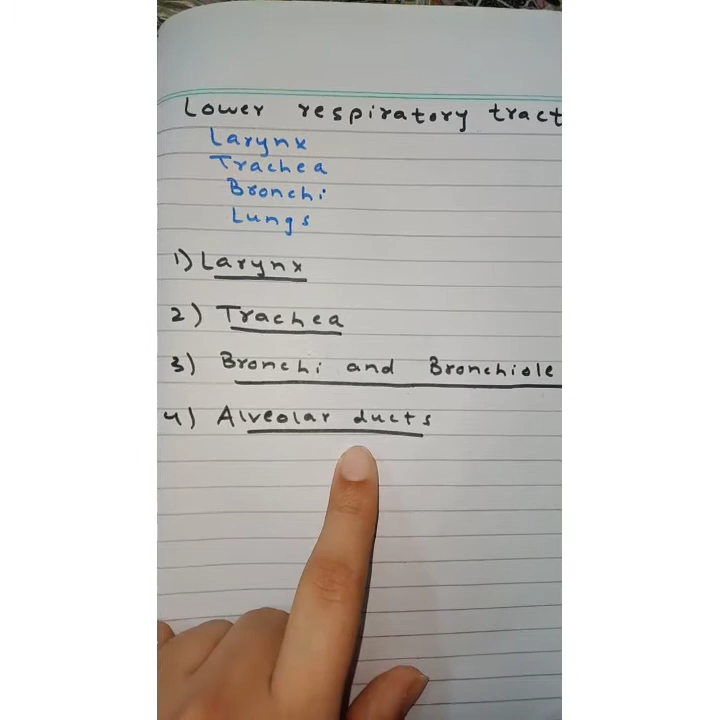 Lower respiratory tract
Larynx
Trachea
Bronchi
Lungs
1) Larynx
2) Trachea
3) Bronchi and Bronchiole
4) Alveolar ducts